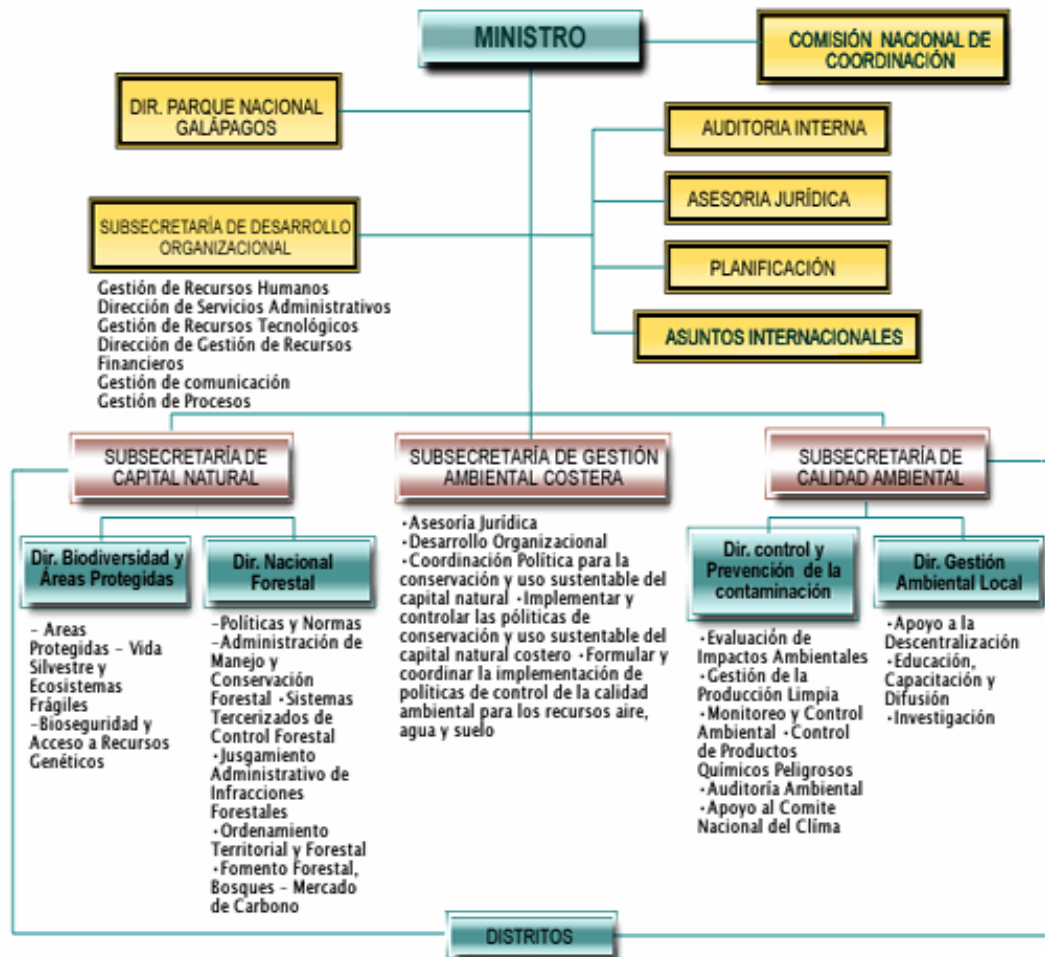 MINISTRO
COMISIÓN NACIONAL DE
COORDINACIÓN
DIR. PARQUE NACIONAL
GALÁPAGOS
AUDITORIA INTERNA
ASESORIA JURÍDICA
SUBSECRETARÍA DE DESARROLLO
ORGANIZACIONAL
PLANIFICACIÓN
ASUNTOS INTERNACIONALES
Gestión de Recursos Humanos
Dirección de Servicios Administrativos
Gestión de Recursos Tecnológicos
Dirección de Gestión de Recursos
Financieros
Gestión de comunicación
Gestión de Procesos
SUBSECRETARÍA DE
CAPITAL NATURAL
SUBSECRETARÍA DE GESTIÓN
AMBIENTAL COSTERA
SUBSECRETARÍA DE
CALIDAD AMBIENTAL
Dir. Biodiversidad y
Áreas Protegidas
– Areas
Protegidas – Vida
Silvestre y
Ecosistemas
Frágiles
–Bioseguridad y
Acceso a Recursos
Genéticos
Dir. Nacional
Forestal
–Políticas y Normas
–Administración de
Manejo y
Conservación
Forestal •Sistemas
Tercerizados de
Control Forestal
•Jusgamiento
Administrativo de
Infracciones
Forestales
•Ordenamiento
Territorial y Forestal
•Fomento Forestal,
Bosques – Mercado
de Carbono
•Asesoría Jurídica
•Desarrollo Organizacional
•Coordinación Política para la
conservación y uso sustentable del
capital natural •Implementar y
controlar las póliticas de
conservación y uso sustentable del
capital natural costero •Formular y
coordinar la implementación de
políticas de control de la calidad
ambiental para los recursos aire,
agua y suelo
Dir. control y
Prevención de la
contaminación
•Evaluación de
Impactos Ambientales
•Gestión de la
Producción Limpia
•Monitoreo y Control
Ambiental •Control
de Productos
Químicos Peligrosos
•Auditoría Ambiental
•Apoyo al Comite
Nacional del Clíma
Dir. Gestión
Ambiental Local
•Apoyo a la
Descentralización
•Educación,
Capacitación y
Difusión
•Investigación
DISTRITOS